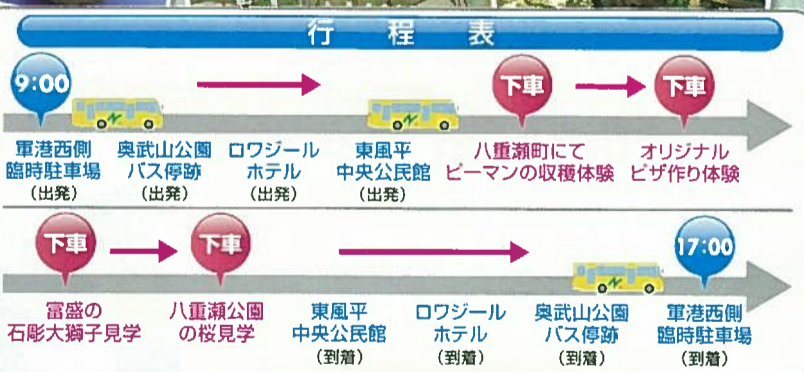 行程表
9:00
下車
下車
軍港西側
臨時駐車場
(出発)
奥武山公園
バス停跡
(出発)
ロワジール
ホテル
(出発)
東風平
中央公民館
(出発)
八重瀬町にて
ピーマンの収穫体験
オリジナル
ピザ作り体験
下車
下車
17:00
富盛の
石彫大獅子見学
八重瀬公園
の桜見学
東風平
中央公民館
(到着)
ロワジール
ホテル
(到着)
奥武山公園
バス停跡
(到着)
軍港西側
臨時駐車場
(到着)